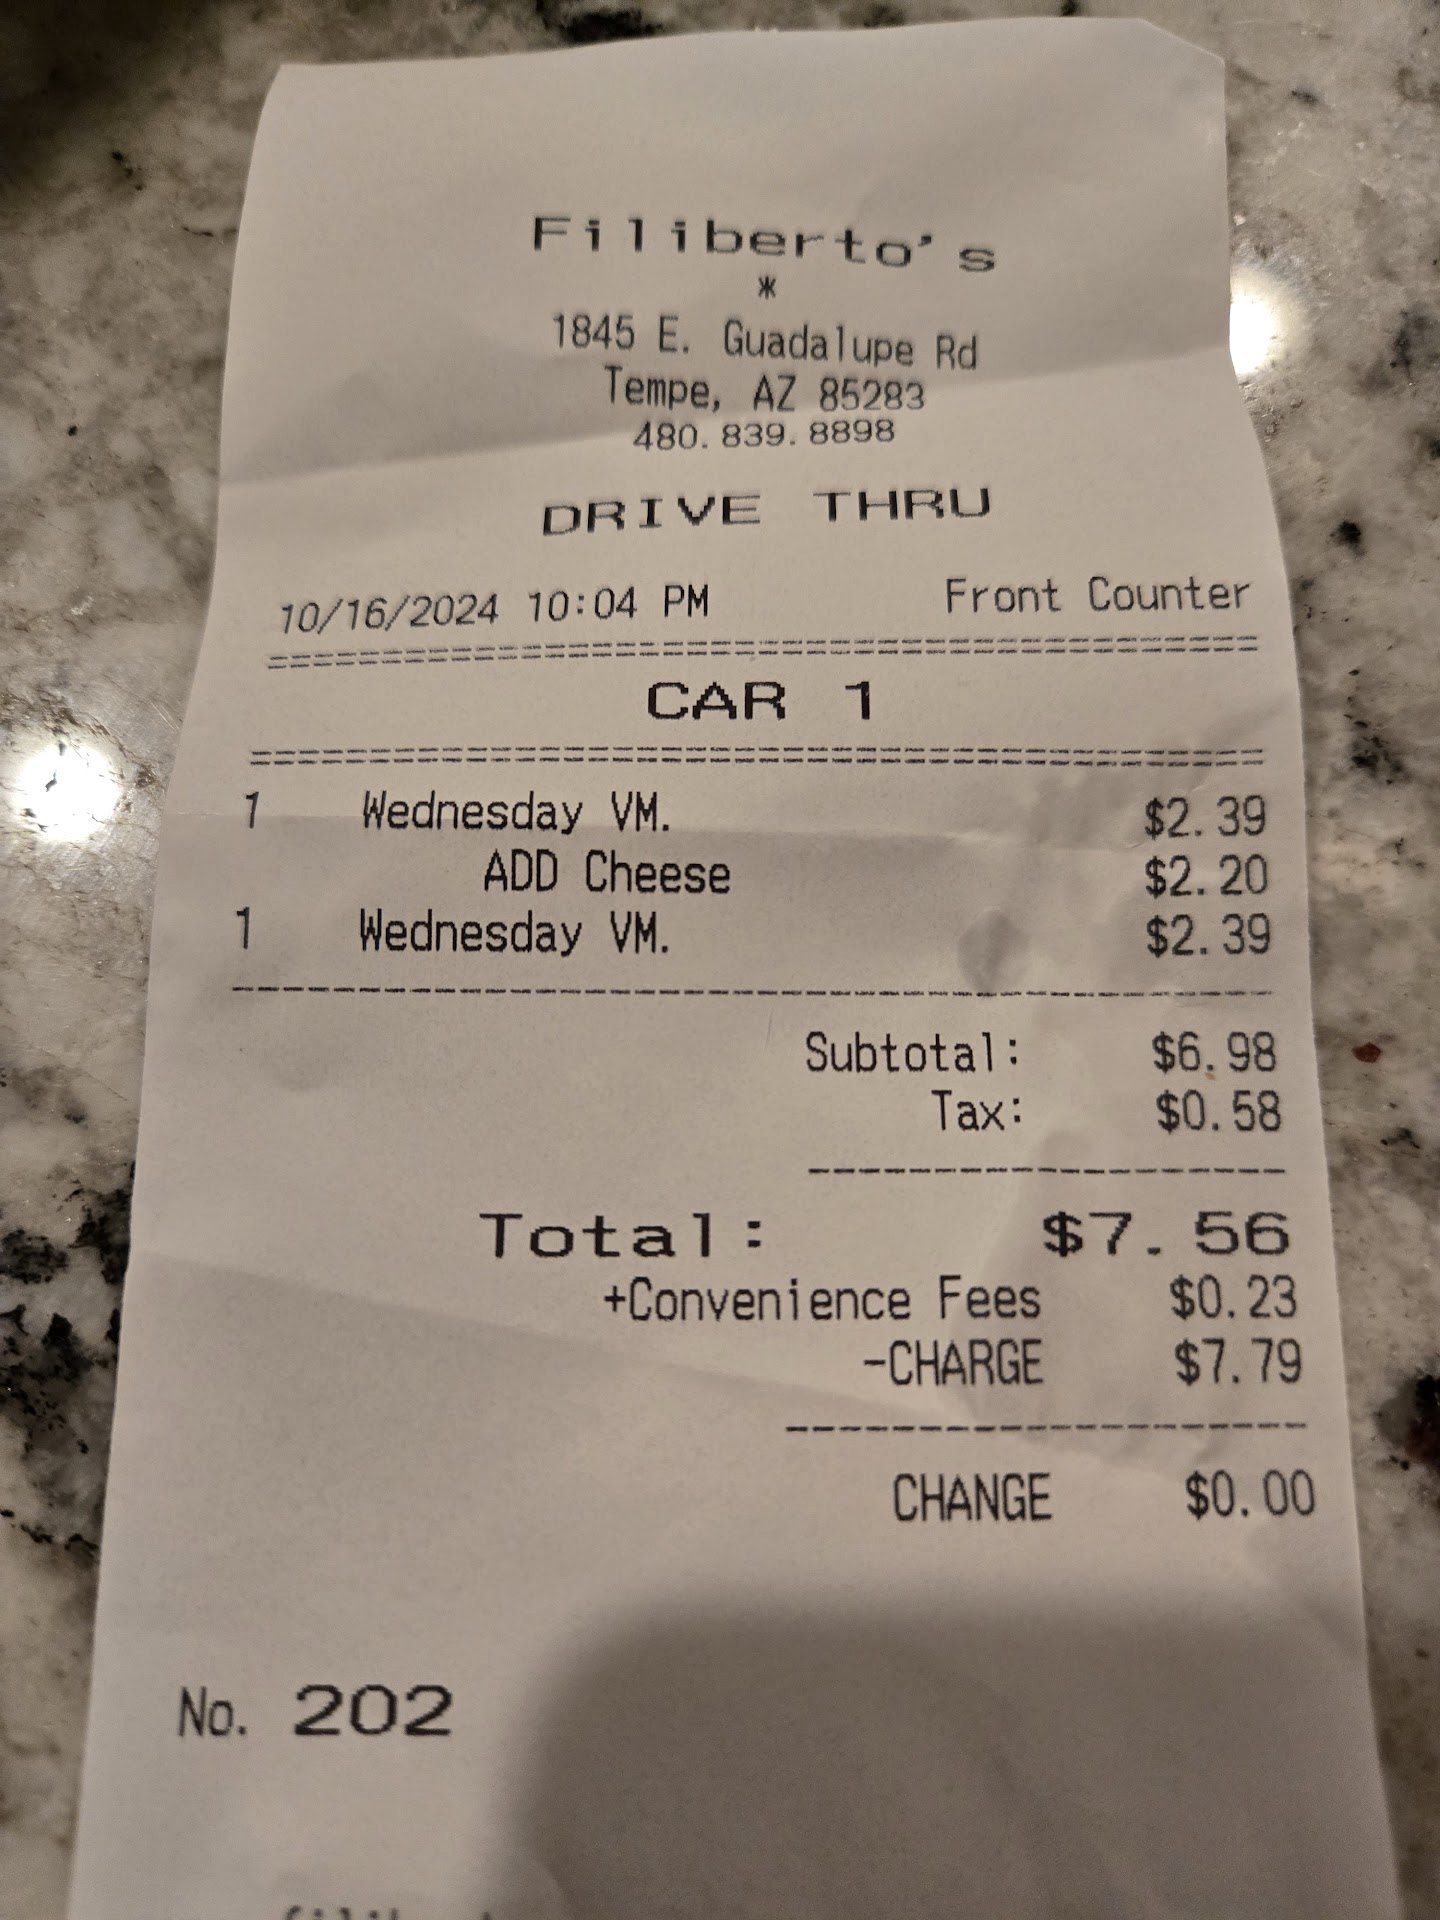 Filiberto's
*
1845 E. Guadalupe Rd
Tempe, AZ 85283
480.839.8898
DRIVE THRU
10/16/2024 10:04 PM Front Counter
CAR 1
1 Wednesday VM. $2.39
ADD Cheese $2.20
1 Wednesday VM. $2.39
Subtotal: $6.98
Tax: $0.58
Total: $7.56
+Convenience Fees $0.23
-CHARGE $7.79
CHANGE $0.00
No. 202